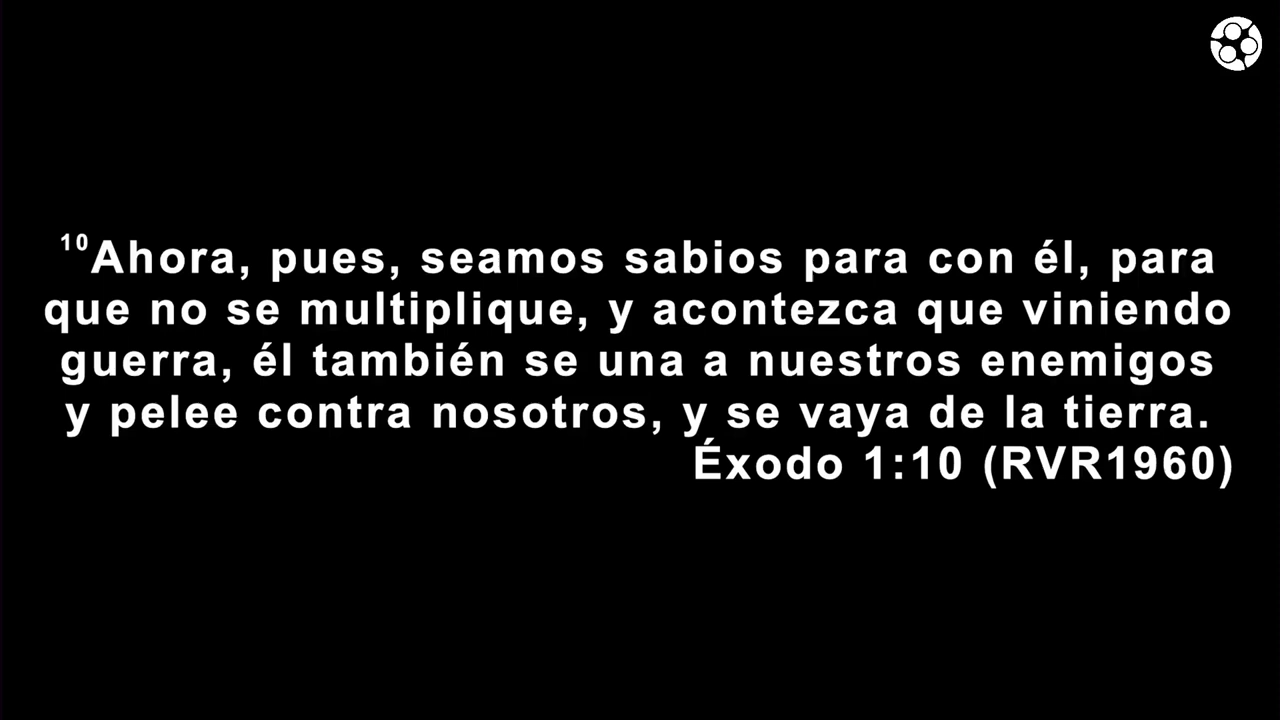 10Ahora, pues, seamos sabios para con él, para
que no se multiplique, y acontezca que viniendo
guerra, él también se una a nuestros enemigos
y pelee contra nosotros, y se vaya de la tierra.
Éxodo 1:10 (RVR1960)